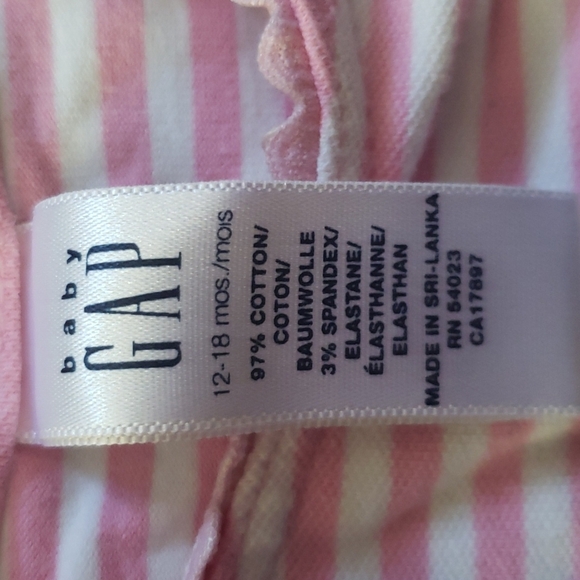 baby
GAP
12-18 mos./mois
97% COTTON/
COTON/
BAUMWOLLE
3% SPANDEX/
ELASTANE/
ÉLASTHANNE/
ELASTHAN
MADE IN SRI-LANKA
RN 54023
CA17897